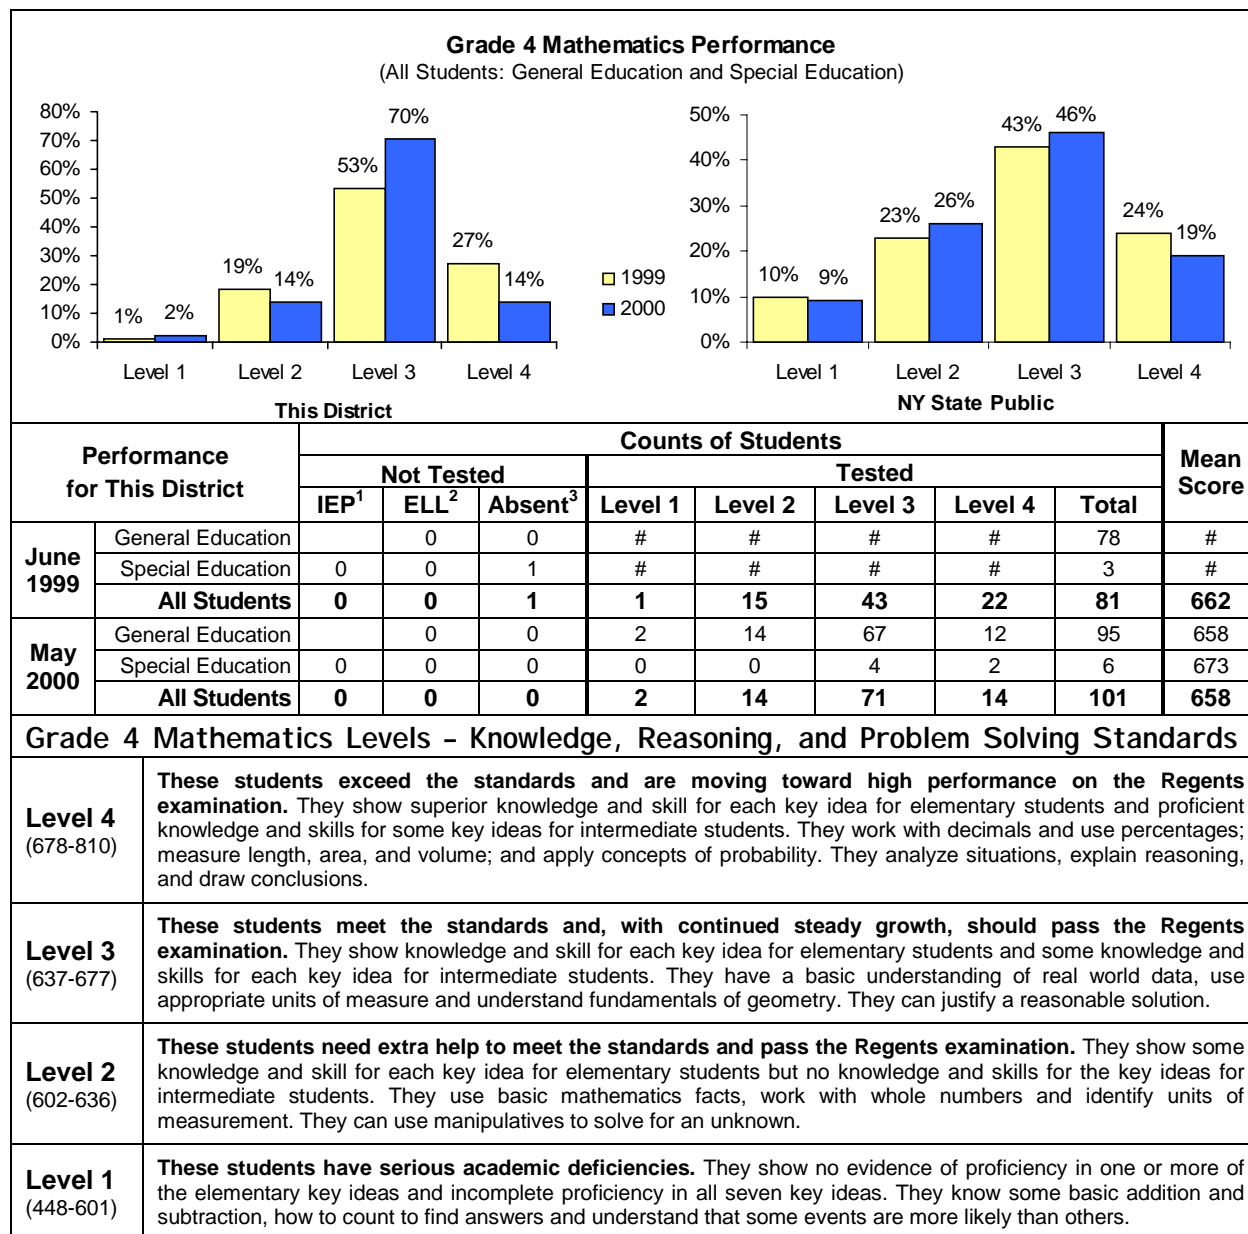 Grade 4 Mathematics Performance
(All Students: General Education and Special Education)
80%
70%
60%
50%
40%
30%
20%
10%
0%
1%
2%
19%
14%
53%
70%
27%
14%
Level 1
Level 2
Level 3
Level 4
This District
1999
2000
50%
40%
30%
20%
10%
0%
10%
9%
23%
26%
43%
46%
24%
19%
Level 1
Level 2
Level 3
Level 4
NY State Public
Performance
for This District
Counts of Students
Mean
Score
Not Tested
Tested
IEP1 ELL2 Absent3 Level 1 Level 2 Level 3 Level 4 Total
June
1999
General Education 0 0 # # # # 78 #
Special Education 0 0 1 # # # # 3 #
All Students 0 0 1 1 15 43 22 81 662
May
2000
General Education 0 0 2 14 67 12 95 658
Special Education 0 0 0 0 0 4 2 6 673
All Students 0 0 0 2 14 71 14 101 658
Grade 4 Mathematics Levels – Knowledge, Reasoning, and Problem Solving Standards
Level 4
(678-810)
These students exceed the standards and are moving toward high performance on the Regents
examination. They show superior knowledge and skill for each key idea for elementary students and proficient
knowledge and skills for some key ideas for intermediate students. They work with decimals and use percentages;
measure length, area, and volume; and apply concepts of probability. They analyze situations, explain reasoning,
and draw conclusions.
Level 3
(637-677)
These students meet the standards and, with continued steady growth, should pass the Regents
examination. They show knowledge and skill for each key idea for elementary students and some knowledge and
skills for each key idea for intermediate students. They have a basic understanding of real world data, use
appropriate units of measure and understand fundamentals of geometry. They can justify a reasonable solution.
Level 2
(602-636)
These students need extra help to meet the standards and pass the Regents examination. They show some
knowledge and skill for each key idea for elementary students but no knowledge and skills for the key ideas for
intermediate students. They use basic mathematics facts, work with whole numbers and identify units of
measurement. They can use manipulatives to solve for an unknown.
Level 1
(448-601)
These students have serious academic deficiencies. They show no evidence of proficiency in one or more of
the elementary key ideas and incomplete proficiency in all seven key ideas. They know some basic addition and
subtraction, how to count to find answers and understand that some events are more likely than others.